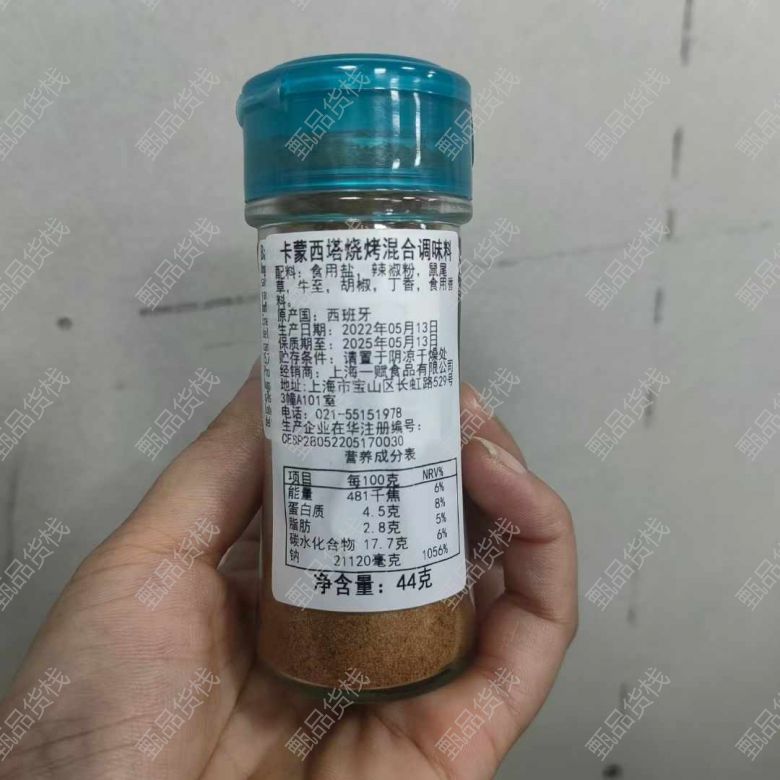 卡蒙西塔烧烤混合调味料
配料：食用盐，辣椒粉，鼠尾
草，牛至，胡椒，丁香，食用香
料。
原产国：西班牙
生产日期：2022年05月13日
保质期至：2025年05月13日
贮存条件：请置于阴凉干燥处
经销商：上海一赋食品有限公司
地址:上海市宝山区长虹路529号
3幢A101室
电话：021-55151978
生产企业在华注册编号：
CESP28052205170030
营养成分表
项目 每100克 NRV%
能量 481千焦 6%
蛋白质 4.5克 8%
脂肪 2.8克 5%
碳水化合物 17.7克 6%
钠 21120毫克 1056%
净含量：44克
甄品货栈